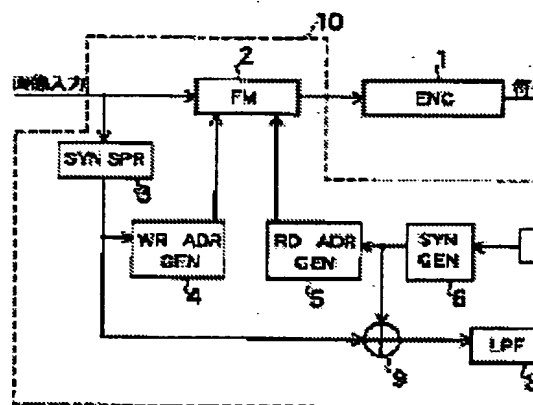 10
2
1
画像入力
FM
ENC
符
SYN SPR
3
WR ADR
GEN
4
RD ADR
GEN
5
SYN
GEN
6
9
LPF